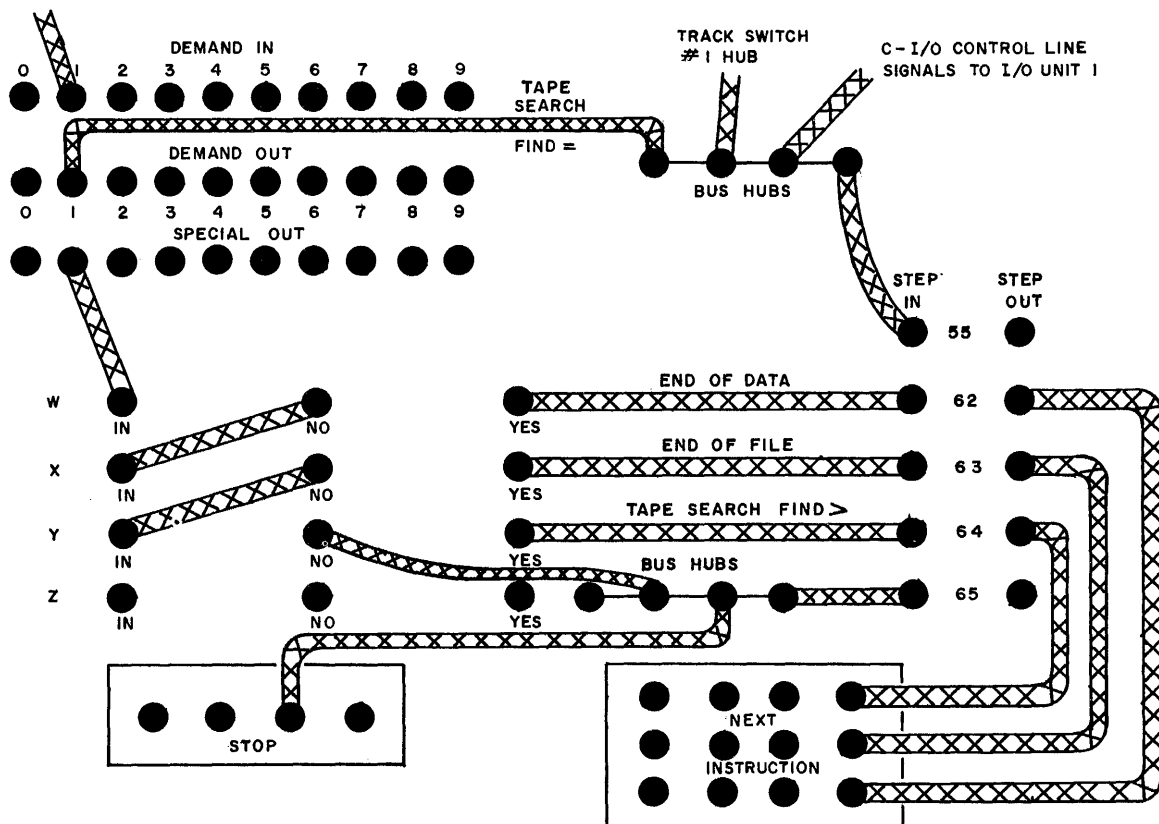 DEMAND IN
0 1 2 3 4 5 6 7 8 9
TRACK SWITCH
#1 HUB
C-I/O CONTROL LINE
SIGNALS TO I/O UNIT 1
TAPE
SEARCH
FIND =
DEMAND OUT
BUS HUBS
0 1 2 3 4 5 6 7 8 9
SPECIAL OUT
STEP
IN
STEP
OUT
55
W
IN
NO
YES
END OF DATA
62
X
IN
NO
YES
END OF FILE
63
Y
IN
NO
YES
TAPE SEARCH FIND >
64
Z
IN
NO
YES
BUS HUBS
65
STOP
NEXT
INSTRUCTION